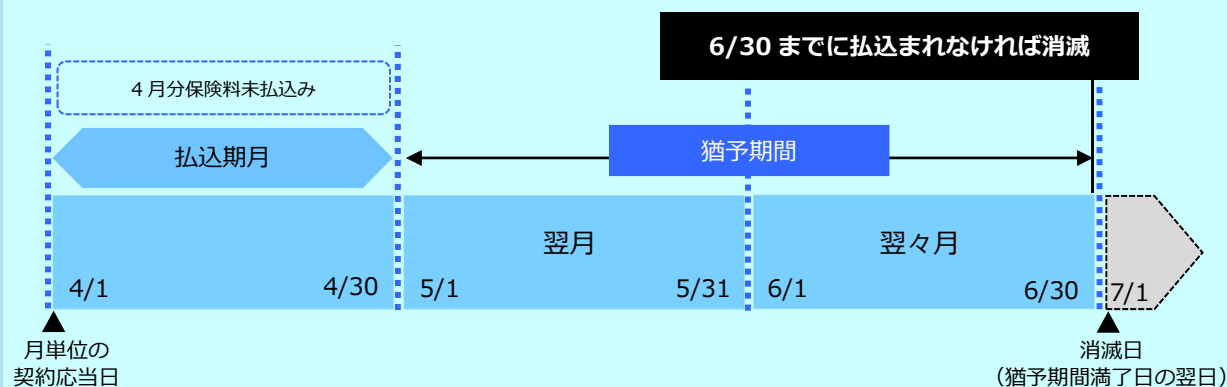 6/30 までに払込まれなければ消滅
4 月分保険料未払込み
払込期月
猶予期間
翌月
翌々月
4/1
4/30
5/1
5/31
6/1
6/30
7/1
月単位の
契約応当日
消滅日
（猶予期間満了日の翌日）